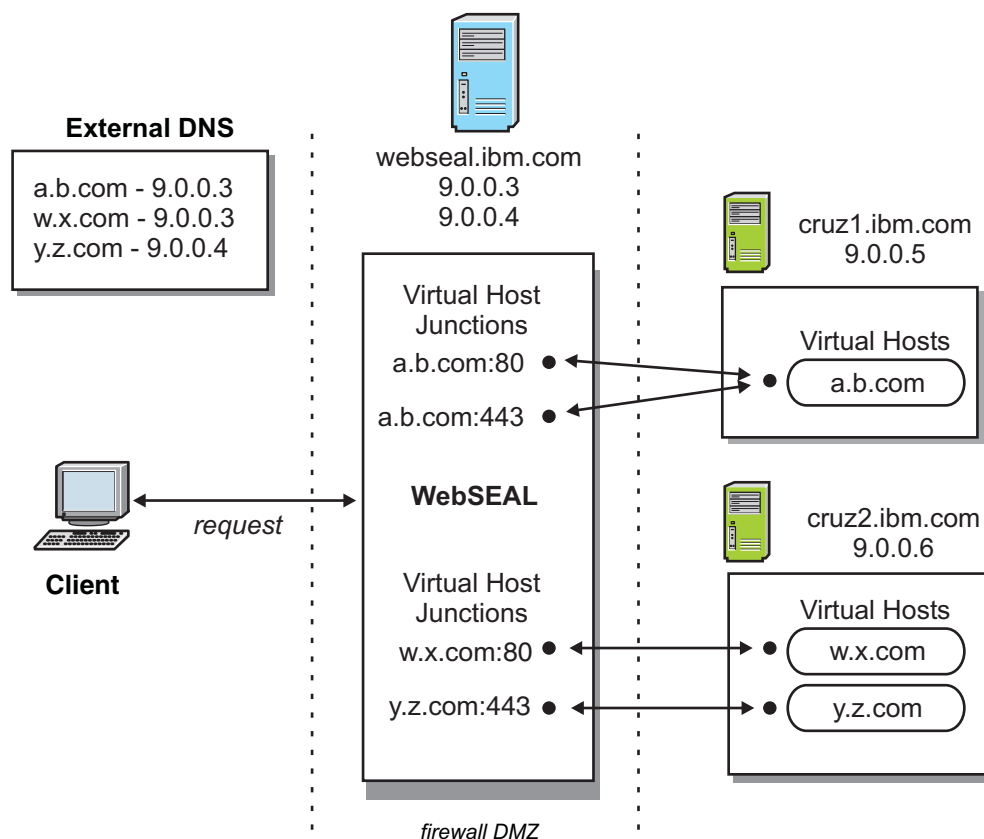 External DNS
a.b.com - 9.0.0.3
w.x.com - 9.0.0.3
y.z.com - 9.0.0.4
webseal.ibm.com
9.0.0.3
9.0.0.4
Virtual Host
Junctions
a.b.com:80
a.b.com:443
WebSEAL
Virtual Host
Junctions
w.x.com:80
y.z.com:443
request
Client
cruz1.ibm.com
9.0.0.5
Virtual Hosts
a.b.com
cruz2.ibm.com
9.0.0.6
Virtual Hosts
w.x.com
y.z.com
firewall DMZ